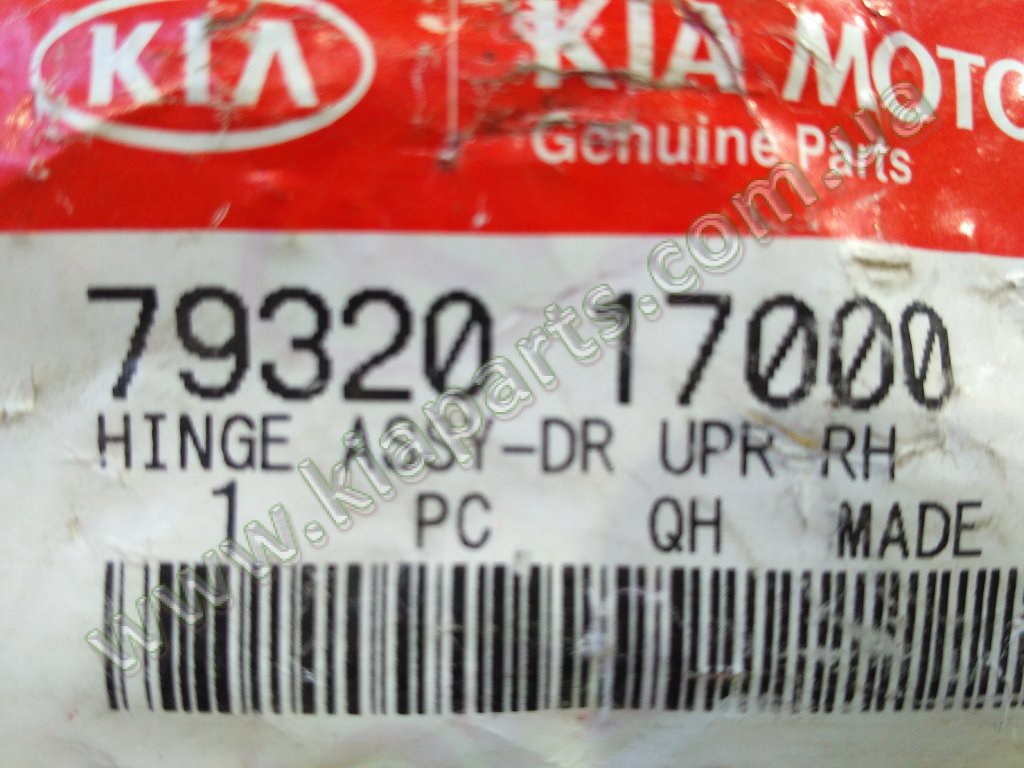 KIA
KIA MOTO
Genuine Parts
79320 17000
HINGE ASSY-DR UPR RH
1 PC QH MADE
www.kiaparts.com.ua